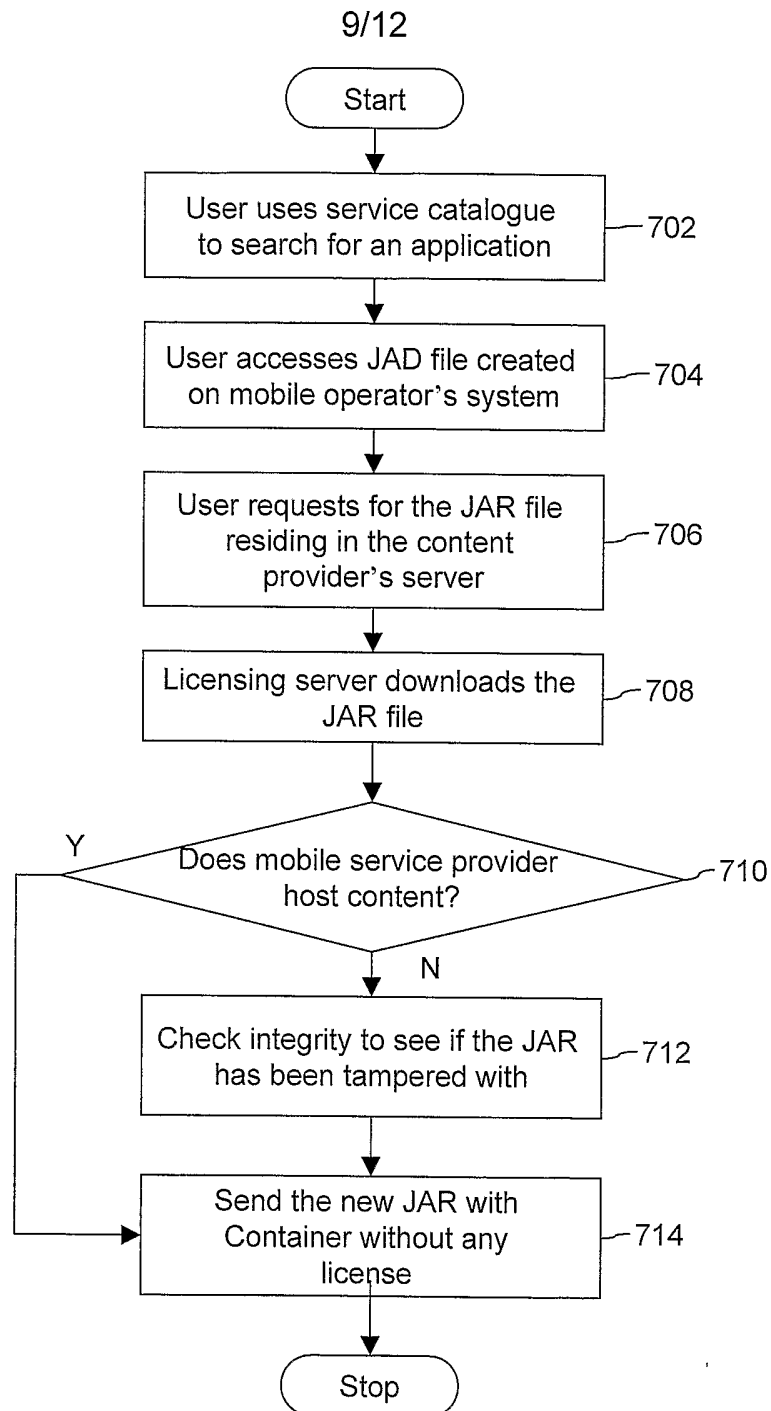 9/12
Start
User uses service catalogue
to search for an application
702
User accesses JAD file created
on mobile operator's system
704
User requests for the JAR file
residing in the content
provider's server
706
Licensing server downloads the
JAR file
708
Y
Does mobile service provider
host content?
710
N
Check integrity to see if the JAR
has been tampered with
712
Send the new JAR with
Container without any
license
714
Stop